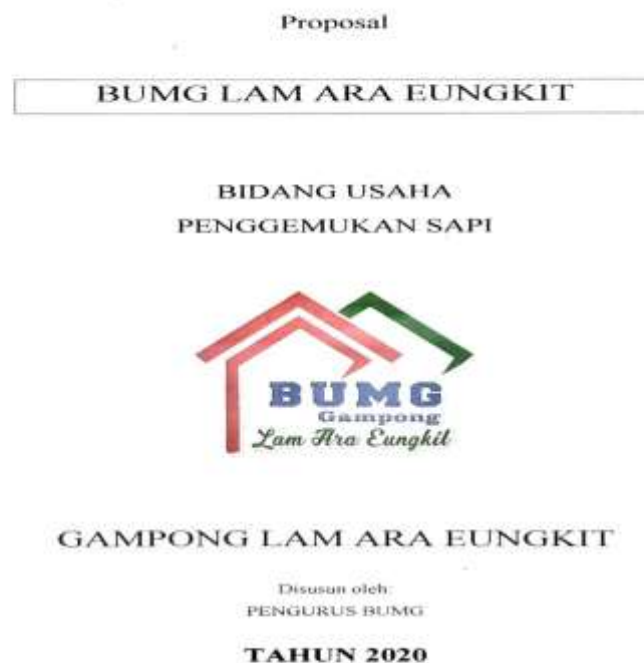 Proposal
BUMG LAM ARA EUNGKIT
BIDANG USAHA
PENGGEMUKAN SAPI
BUMG
Gampong
Lam Ara Eungkit
GAMPONG LAM ARA EUNGKIT
Disusun oleh:
PENGURUS BUMG
TAHUN 2020